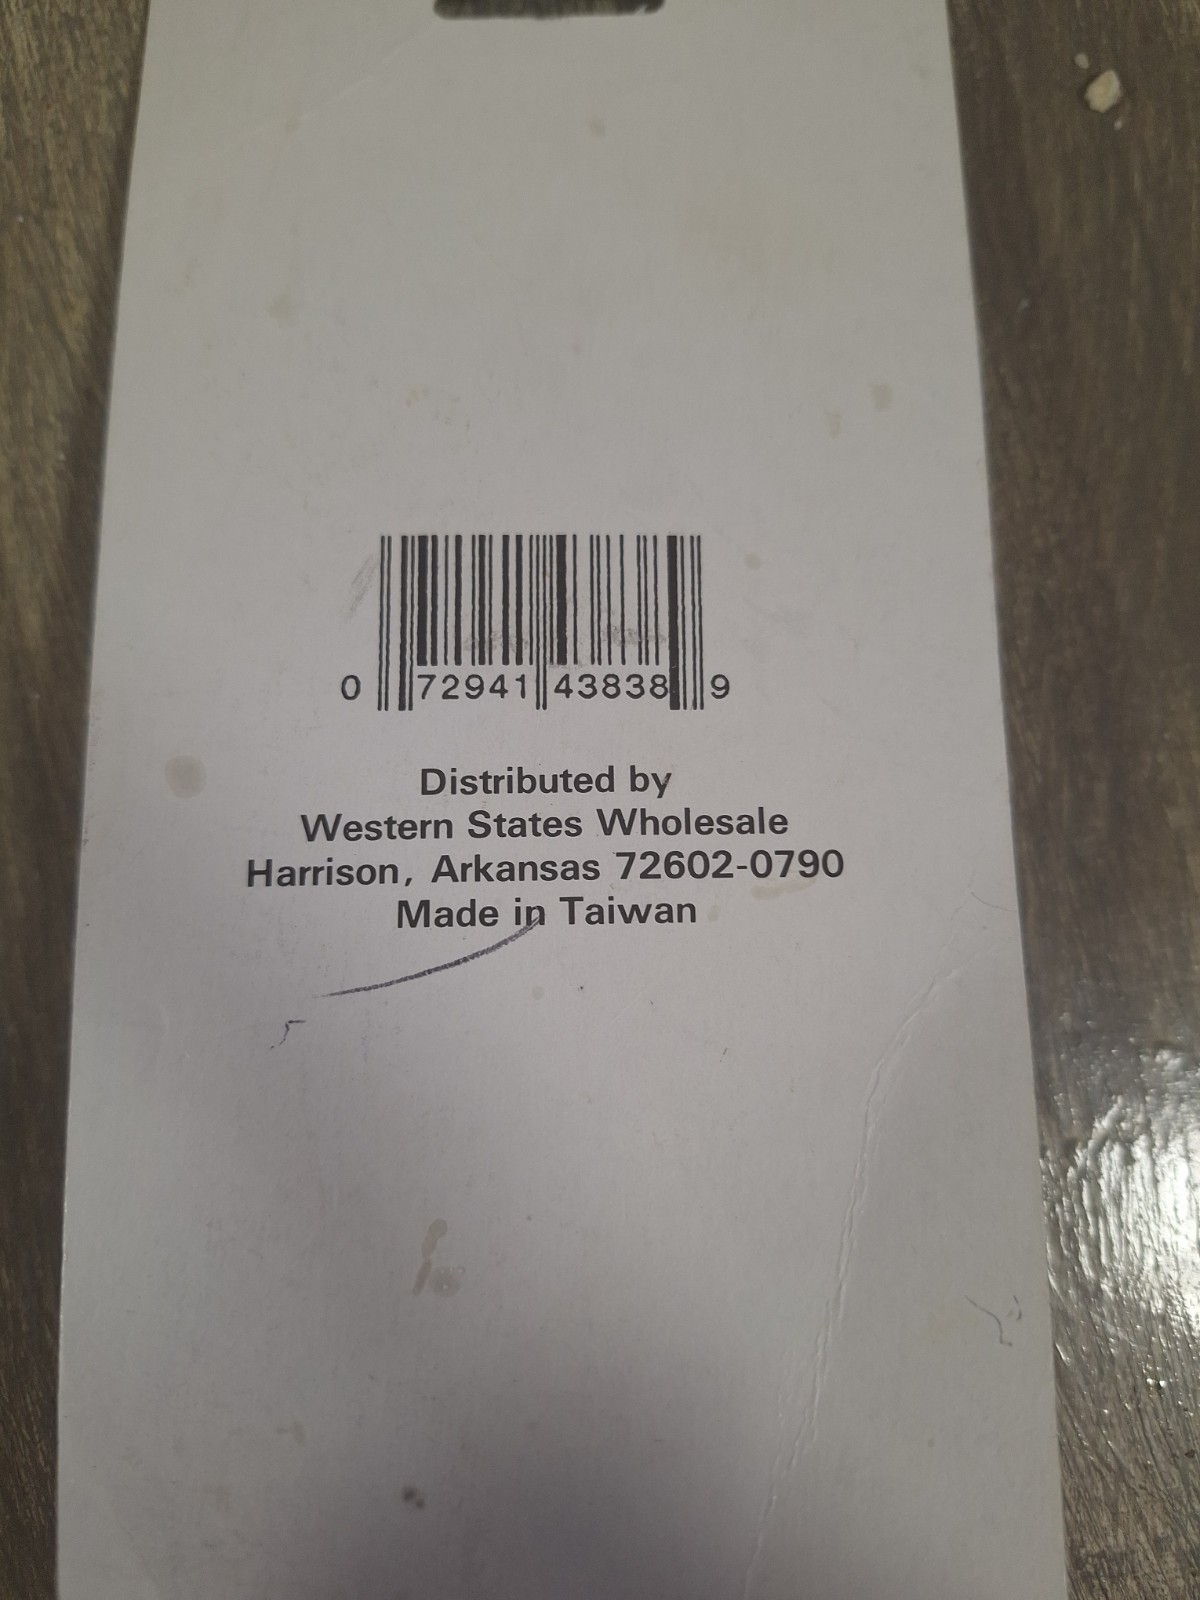 0 72941 43838 9
Distributed by
Western States Wholesale
Harrison, Arkansas 72602-0790
Made in Taiwan